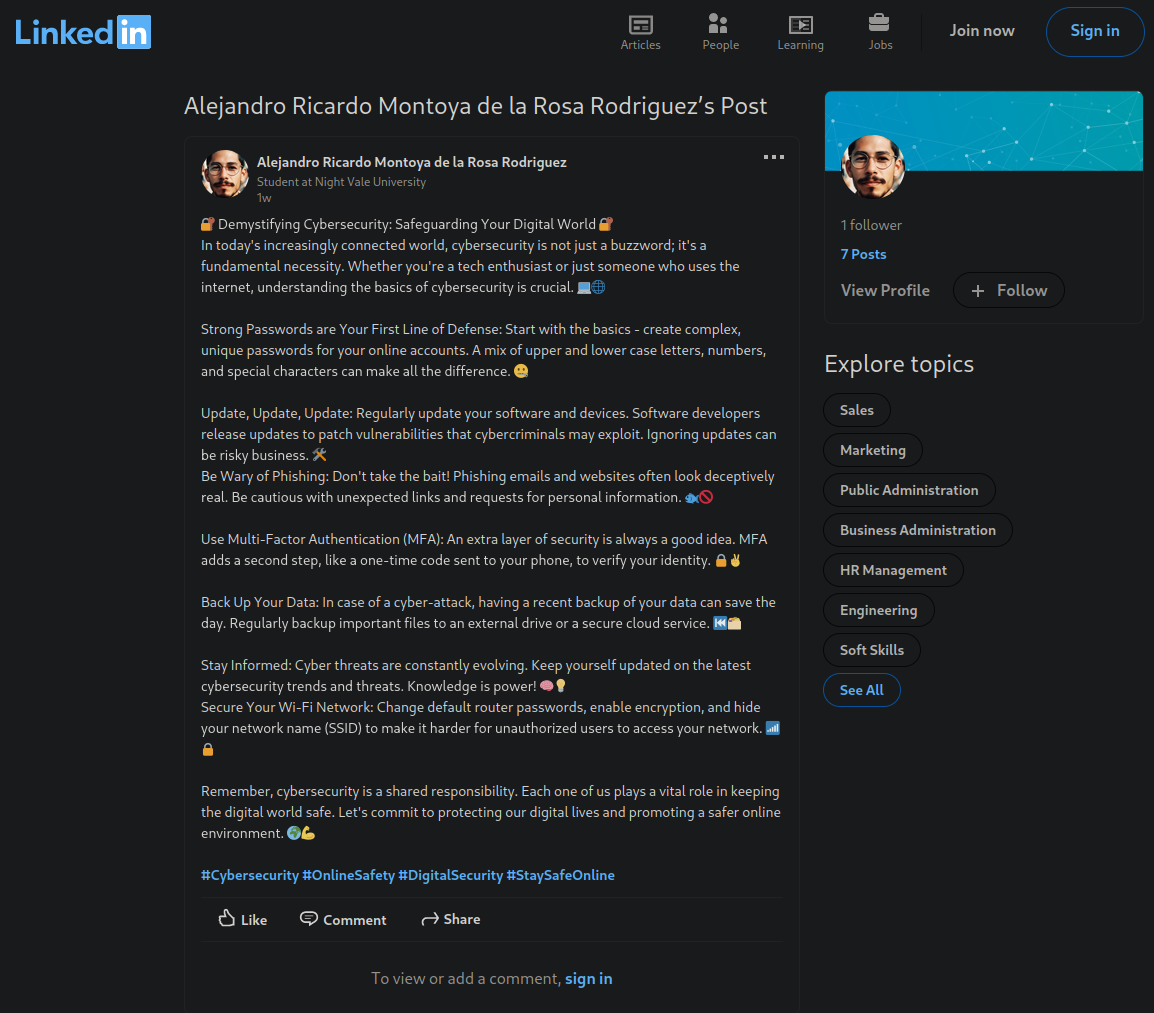 Linked in
Articles
People
Learning
Jobs
Join now
Sign in
Alejandro Ricardo Montoya de la Rosa Rodriguez’s Post
Alejandro Ricardo Montoya de la Rosa Rodriguez
Student at Night Vale University
1w
🔐 Demystifying Cybersecurity: Safeguarding Your Digital World 🔐
In today's increasingly connected world, cybersecurity is not just a buzzword; it's a
fundamental necessity. Whether you're a tech enthusiast or just someone who uses the
internet, understanding the basics of cybersecurity is crucial. 💻🌐
Strong Passwords are Your First Line of Defense: Start with the basics - create complex,
unique passwords for your online accounts. A mix of upper and lower case letters, numbers,
and special characters can make all the difference. 🤐
Update, Update, Update: Regularly update your software and devices. Software developers
release updates to patch vulnerabilities that cybercriminals may exploit. Ignoring updates can
be risky business. 🛠️
Be Wary of Phishing: Don't take the bait! Phishing emails and websites often look deceptively
real. Be cautious with unexpected links and requests for personal information. 🐟🚫
Use Multi-Factor Authentication (MFA): An extra layer of security is always a good idea. MFA
adds a second step, like a one-time code sent to your phone, to verify your identity. 🔒✌️
Back Up Your Data: In case of a cyber-attack, having a recent backup of your data can save the
day. Regularly backup important files to an external drive or a secure cloud service. ⏮️🗂️
Stay Informed: Cyber threats are constantly evolving. Keep yourself updated on the latest
cybersecurity trends and threats. Knowledge is power! 🧠💡
Secure Your Wi-Fi Network: Change default router passwords, enable encryption, and hide
your network name (SSID) to make it harder for unauthorized users to access your network. 📶
🔒
Remember, cybersecurity is a shared responsibility. Each one of us plays a vital role in keeping
the digital world safe. Let's commit to protecting our digital lives and promoting a safer online
environment. 🌍💪
#Cybersecurity #OnlineSafety #DigitalSecurity #StaySafeOnline
Like
Comment
Share
To view or add a comment, sign in
1 follower
7 Posts
View Profile
+ Follow
Explore topics
Sales
Marketing
Public Administration
Business Administration
HR Management
Engineering
Soft Skills
See All